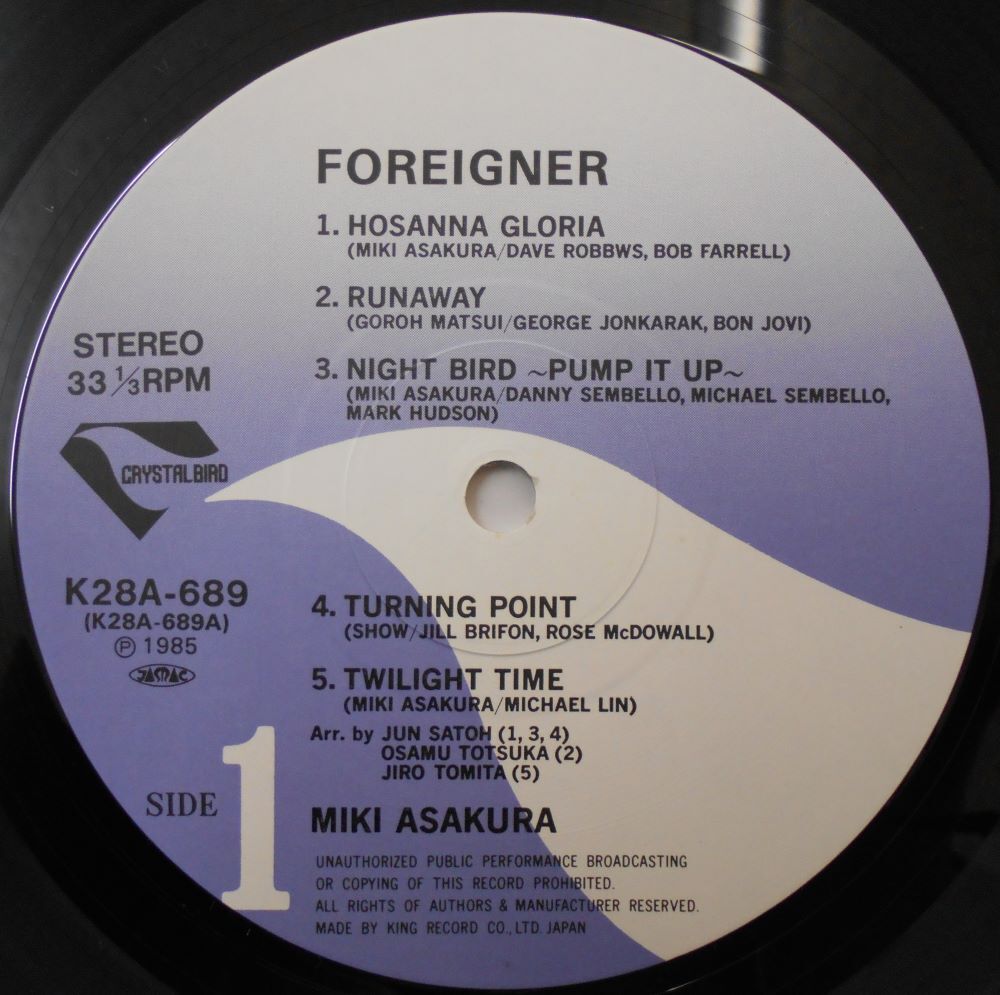 FOREIGNER
1. HOSANNA GLORIA
(MIKI ASAKURA/DAVE ROBBWS, BOB FARRELL)
2. RUNAWAY
(GOROH MATSUI/GEORGE JONKARAK, BON JOVI)
3. NIGHT BIRD ~PUMP IT UP~
(MIKI ASAKURA/DANNY SEMBELLO, MICHAEL SEMBELLO,
MARK HUDSON)
STEREO
33 1/3 RPM
CRYSTALBIRD
K28A-689
(K28A-689A)
Ⓟ 1985
JASRAC
4. TURNING POINT
(SHOW/JILL BRIFON, ROSE McDOWALL)
5. TWILIGHT TIME
(MIKI ASAKURA/MICHAEL LIN)
Arr. by JUN SATOH (1, 3, 4)
OSAMU TOTSUKA (2)
JIRO TOMITA (5)
SIDE 1
MIKI ASAKURA
UNAUTHORIZED PUBLIC PERFORMANCE BROADCASTING
OR COPYING OF THIS RECORD PROHIBITED.
ALL RIGHTS OF AUTHORS & MANUFACTURER RESERVED.
MADE BY KING RECORD CO., LTD. JAPAN